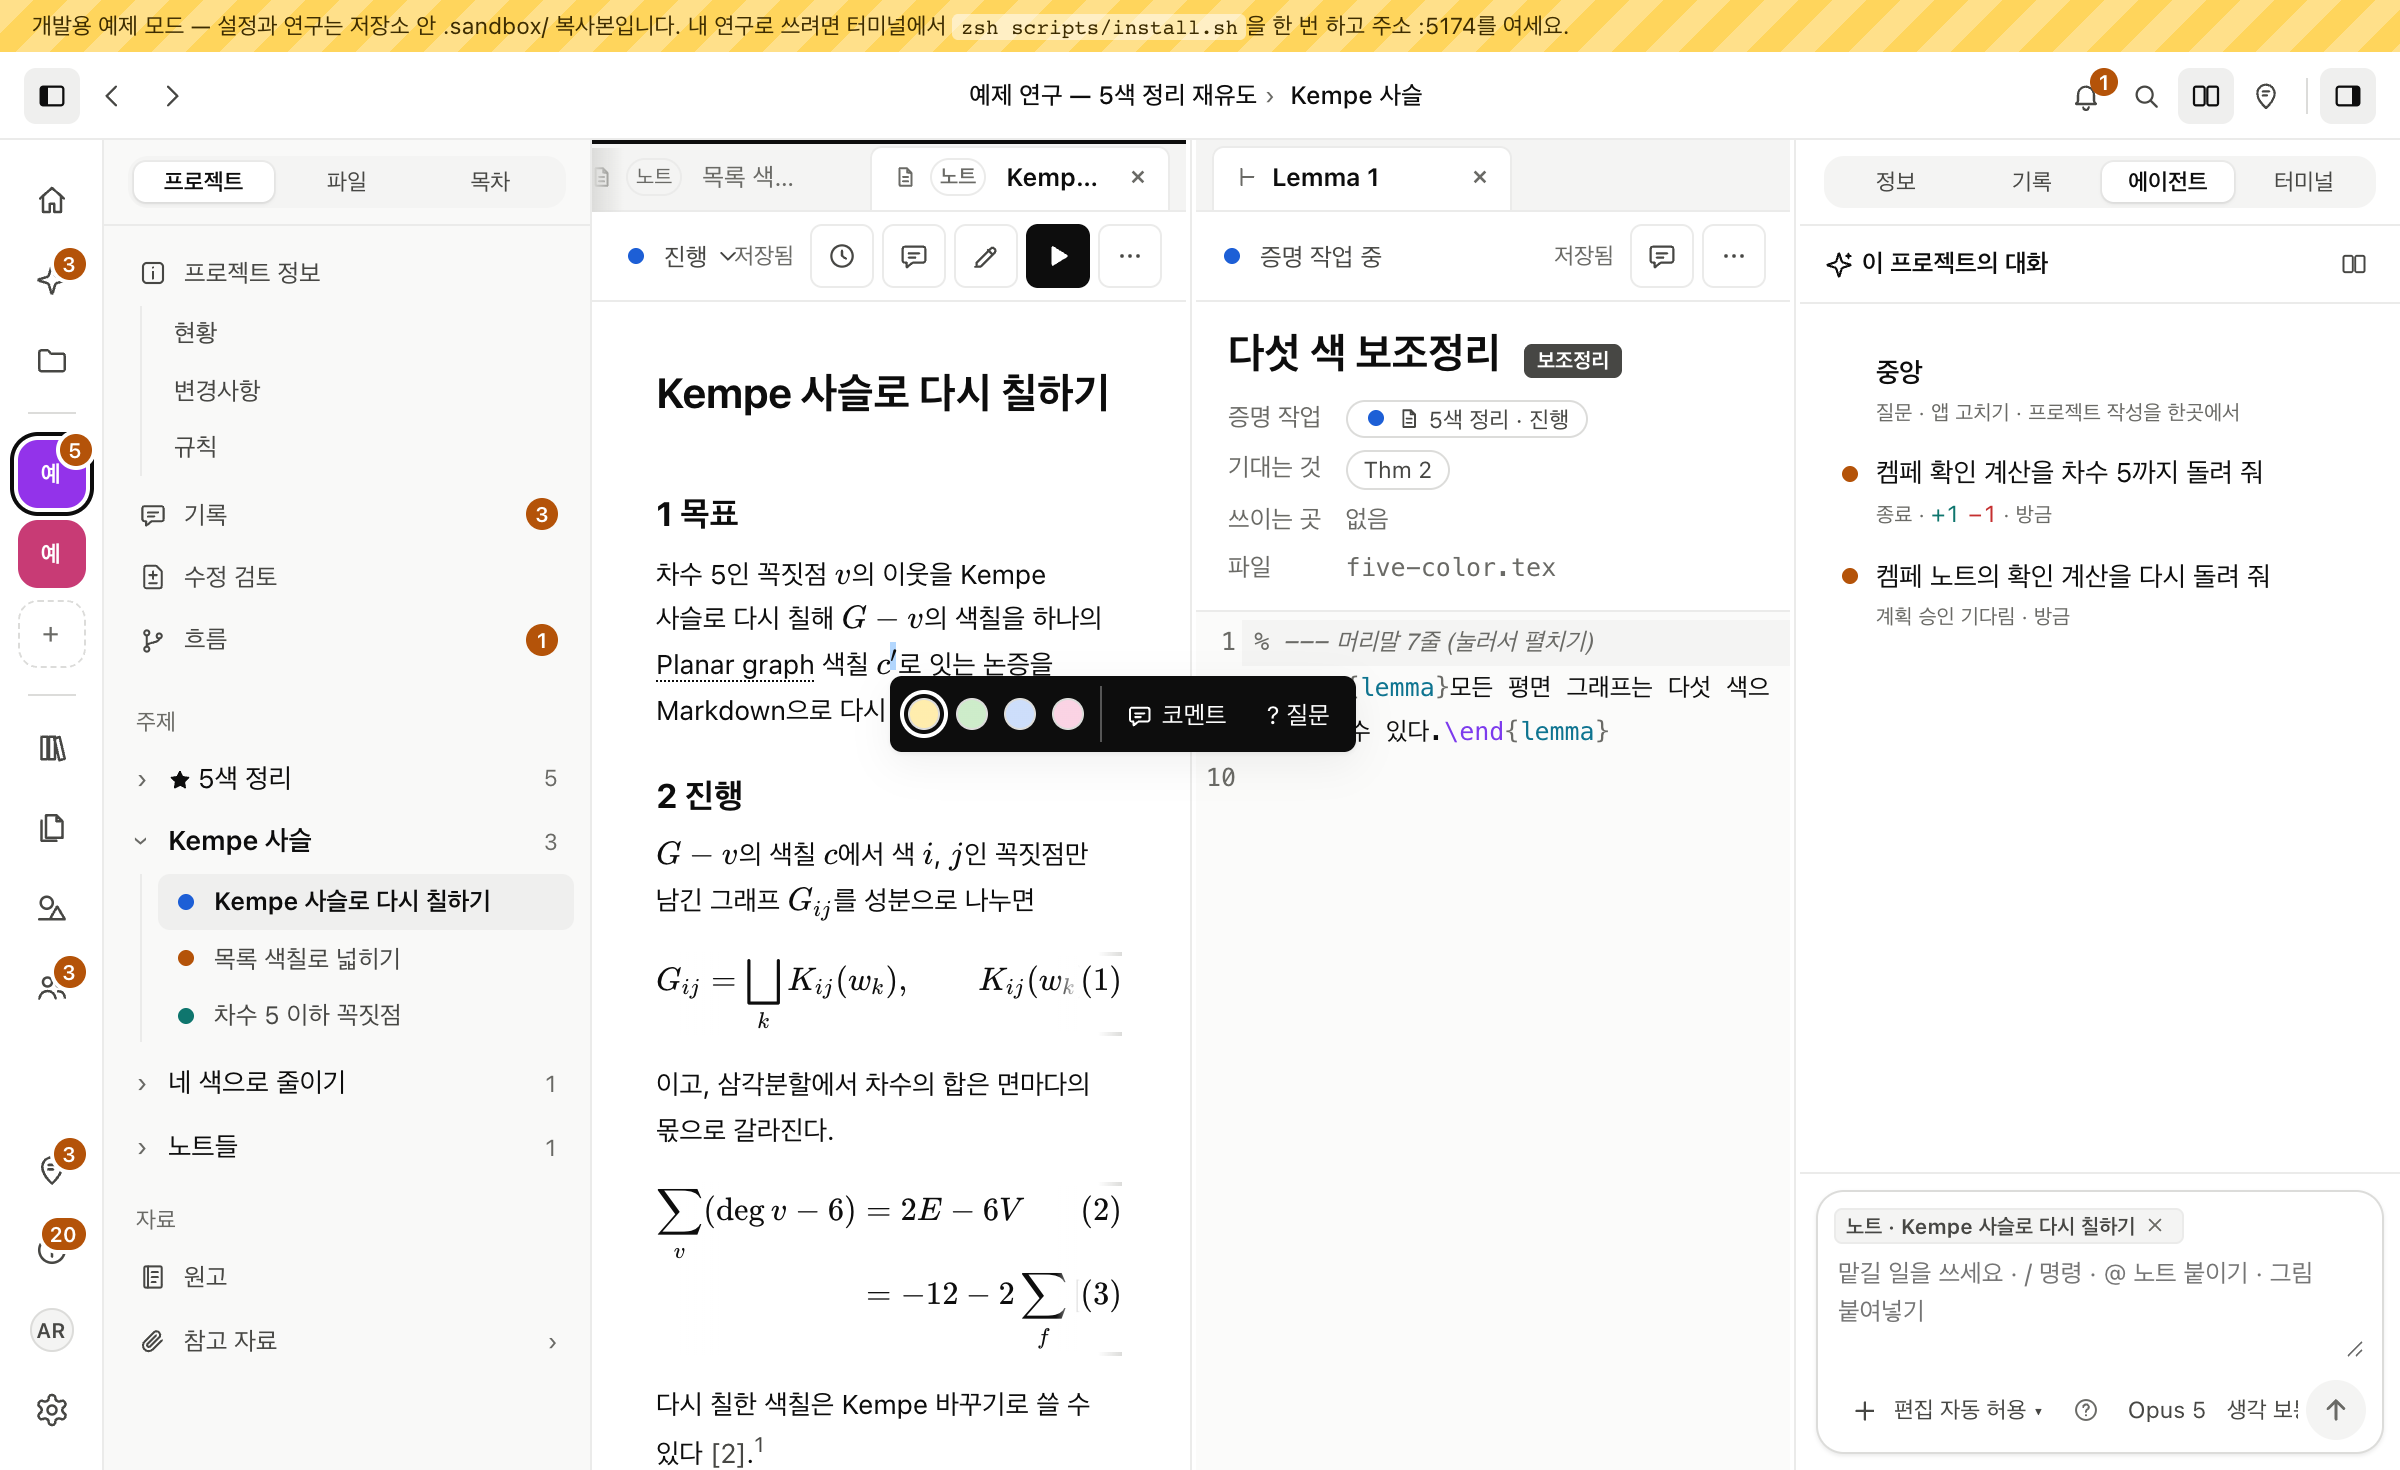 개발용 예제 모드 — 설정과 연구는 저장소 안 .sandbox/ 복사본입니다. 내 연구로 쓰려면 터미널에서 zsh scripts/install.sh 을 한 번 하고 주소 :5174를 여세요.
예제 연구 — 5색 정리 재유도 › Kempe 사슬
1
3
5
예
예
+
3
3
20
AR
프로젝트 파일 목차
프로젝트 정보
현황
변경사항
규칙
기록 3
수정 검토
흐름 1
주제
› ★ 5색 정리 5
Kempe 사슬 3
Kempe 사슬로 다시 칠하기
목록 색칠로 넓히기
차수 5 이하 꼭짓점
› 네 색으로 줄이기 1
› 노트들 1
자료
원고
참고 자료 ›
노트 목록 색...
노트 Kemp... ×
진행 저장됨 ···
Kempe 사슬로 다시 칠하기
1 목표
차수 5인 꼭짓점 v의 이웃을 Kempe
사슬로 다시 칠해 G − v의 색칠을 하나의
Planar graph 색칠 c′로 잇는 논증을
Markdown으로 다시
코멘트 ? 질문
2 진행
G − v의 색칠 c에서 색 i, j인 꼭짓점만
남긴 그래프 G_{ij}를 성분으로 나누면
G_{ij} = ⨆_k K_{ij}(w_k), K_{ij}(w_k (1)
이고, 삼각분할에서 차수의 합은 면마다의
몫으로 갈라진다.
∑_v (deg v − 6) = 2E − 6V (2)
= −12 − 2 ∑_f (3)
다시 칠한 색칠은 Kempe 바꾸기로 쓸 수
있다 [2].¹
⊢ Lemma 1 ×
증명 작업 중 저장됨 ···
다섯 색 보조정리 보조정리
증명 작업 5색 정리 · 진행
기대는 것 Thm 2
쓰이는 곳 없음
파일 five-color.tex
1 % --- 머리말 7줄 (눌러서 펼치기)
{lemma}모든 평면 그래프는 다섯 색으
수 있다.\end{lemma}
10
정보 기록 에이전트 터미널
이 프로젝트의 대화
중앙
질문 · 앱 고치기 · 프로젝트 작성을 한곳에서
켐페 확인 계산을 차수 5까지 돌려 줘
종료 · +1 −1 · 방금
켐페 노트의 확인 계산을 다시 돌려 줘
계획 승인 기다림 · 방금
노트 · Kempe 사슬로 다시 칠하기 ×
맡길 일을 쓰세요 · / 명령 · @ 노트 붙이기 · 그림
붙여넣기
+ 편집 자동 허용 ▾ ? Opus 5 생각